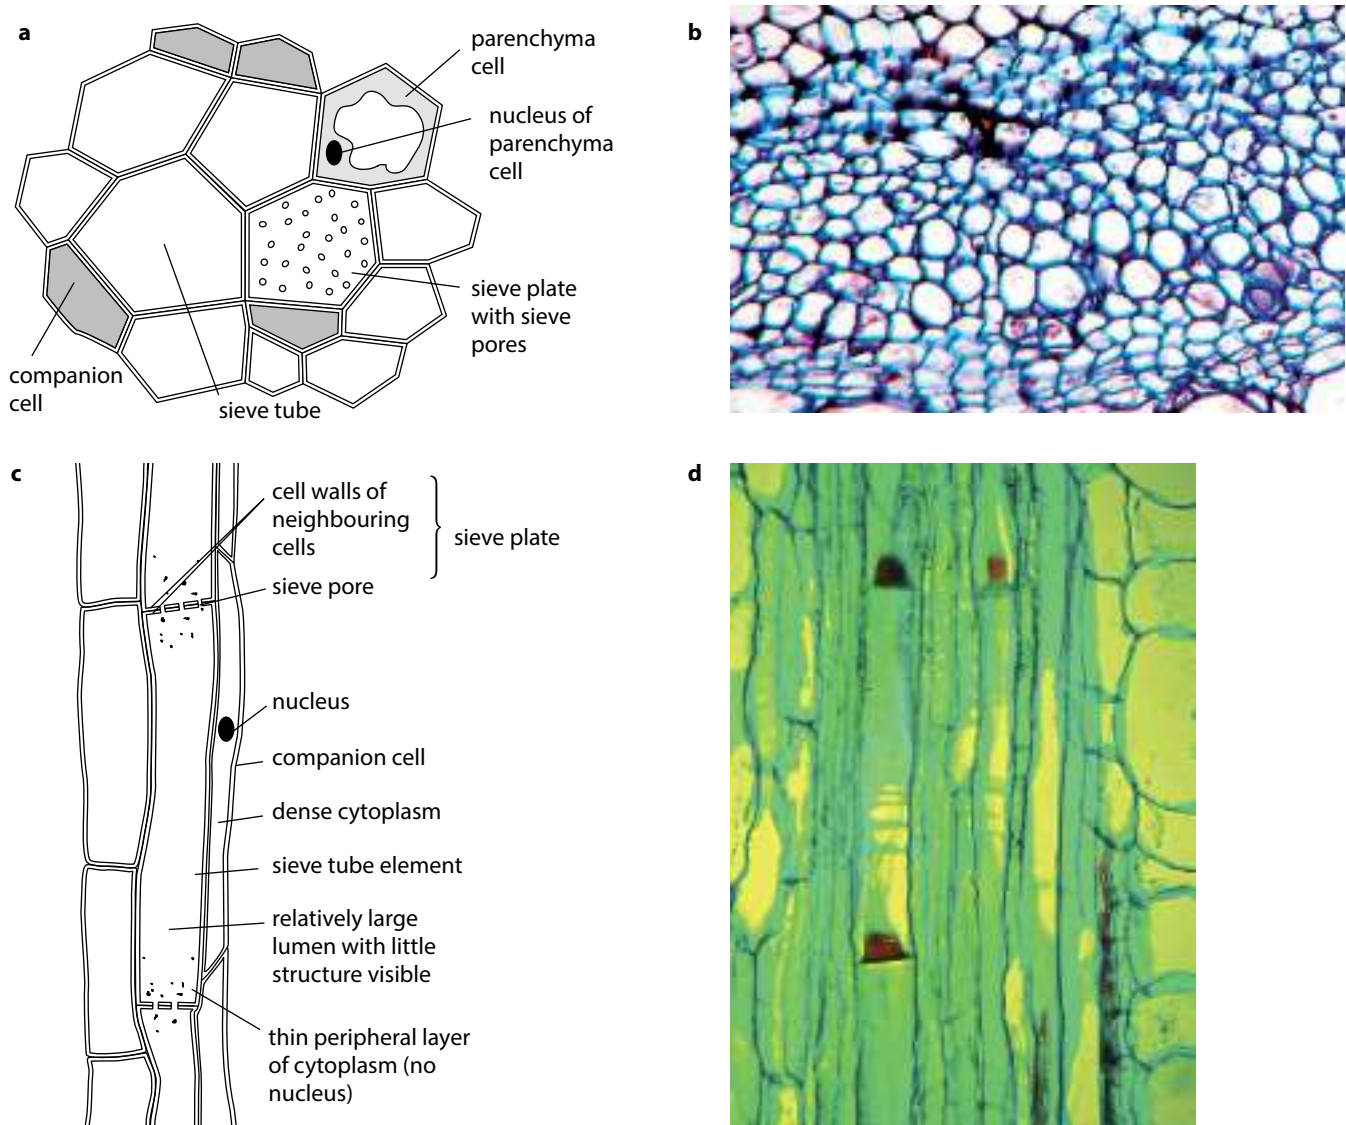 a
parenchyma
cell
nucleus of
parenchyma
cell
sieve plate
with sieve
pores
companion
cell
sieve tube
b
c
cell walls of
neighbouring
cells
sieve plate
sieve pore
nucleus
companion cell
dense cytoplasm
sieve tube element
relatively large
lumen with little
structure visible
thin peripheral layer
of cytoplasm (no
nucleus)
d